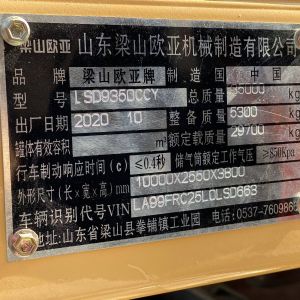 梁山欧亚 山东梁山欧亚机械制造有限公司
品牌 梁山欧亚牌 制造国 中国
型号 LSD9350CCY 总质量 35000 kg
出厂日期 2020 10 整备质量 5300 kg
罐体有效容积 m³ 额定载质量 29700 kg
行车制动响应时间(c) ≤0.4秒 储气筒额定工作气压 ≥850Kpa
外形尺寸(长×宽×高)mm 10000X2550X3800
车辆识别代号VIN LA99FRC25L0LSD663
地址:山东省梁山县拳铺镇工业园 电话:0537-7609868